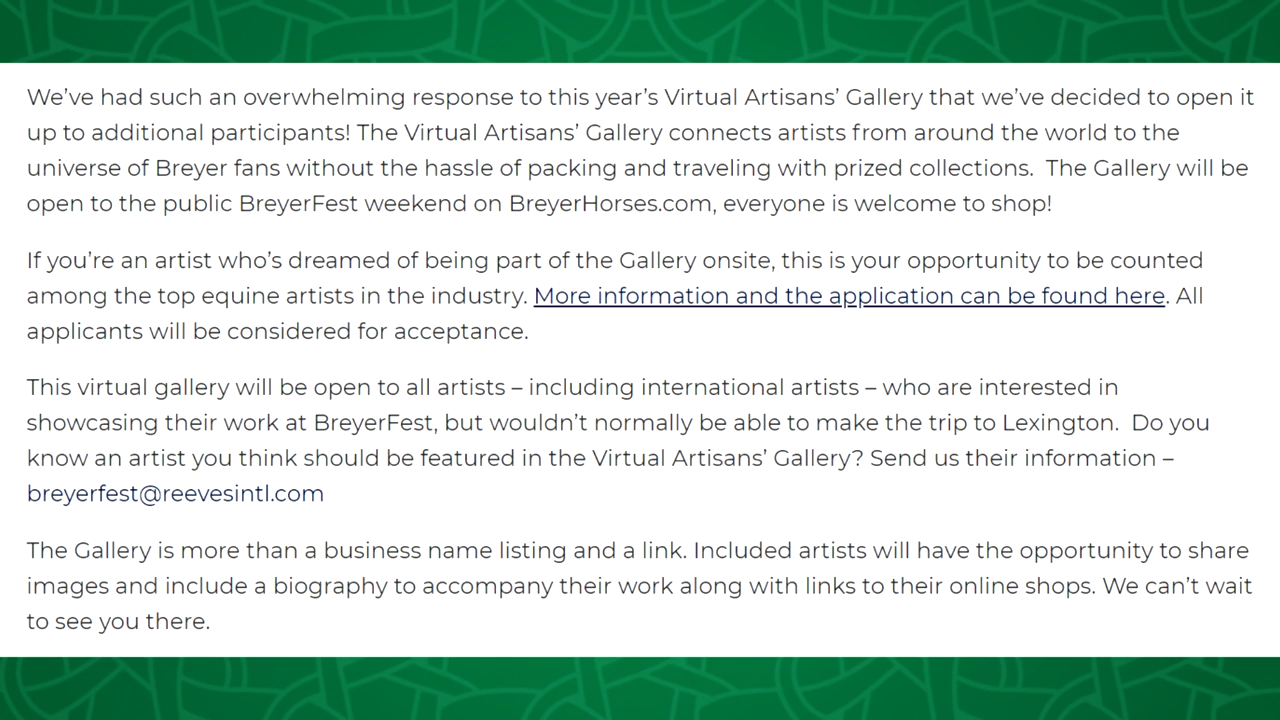 We’ve had such an overwhelming response to this year’s Virtual Artisans’ Gallery that we’ve decided to open it
up to additional participants! The Virtual Artisans’ Gallery connects artists from around the world to the
universe of Breyer fans without the hassle of packing and traveling with prized collections.  The Gallery will be
open to the public BreyerFest weekend on BreyerHorses.com, everyone is welcome to shop!
If you’re an artist who’s dreamed of being part of the Gallery onsite, this is your opportunity to be counted
among the top equine artists in the industry. More information and the application can be found here. All
applicants will be considered for acceptance.
This virtual gallery will be open to all artists – including international artists – who are interested in
showcasing their work at BreyerFest, but wouldn’t normally be able to make the trip to Lexington.  Do you
know an artist you think should be featured in the Virtual Artisans’ Gallery? Send us their information –
breyerfest@reevesintl.com
The Gallery is more than a business name listing and a link. Included artists will have the opportunity to share
images and include a biography to accompany their work along with links to their online shops. We can’t wait
to see you there.